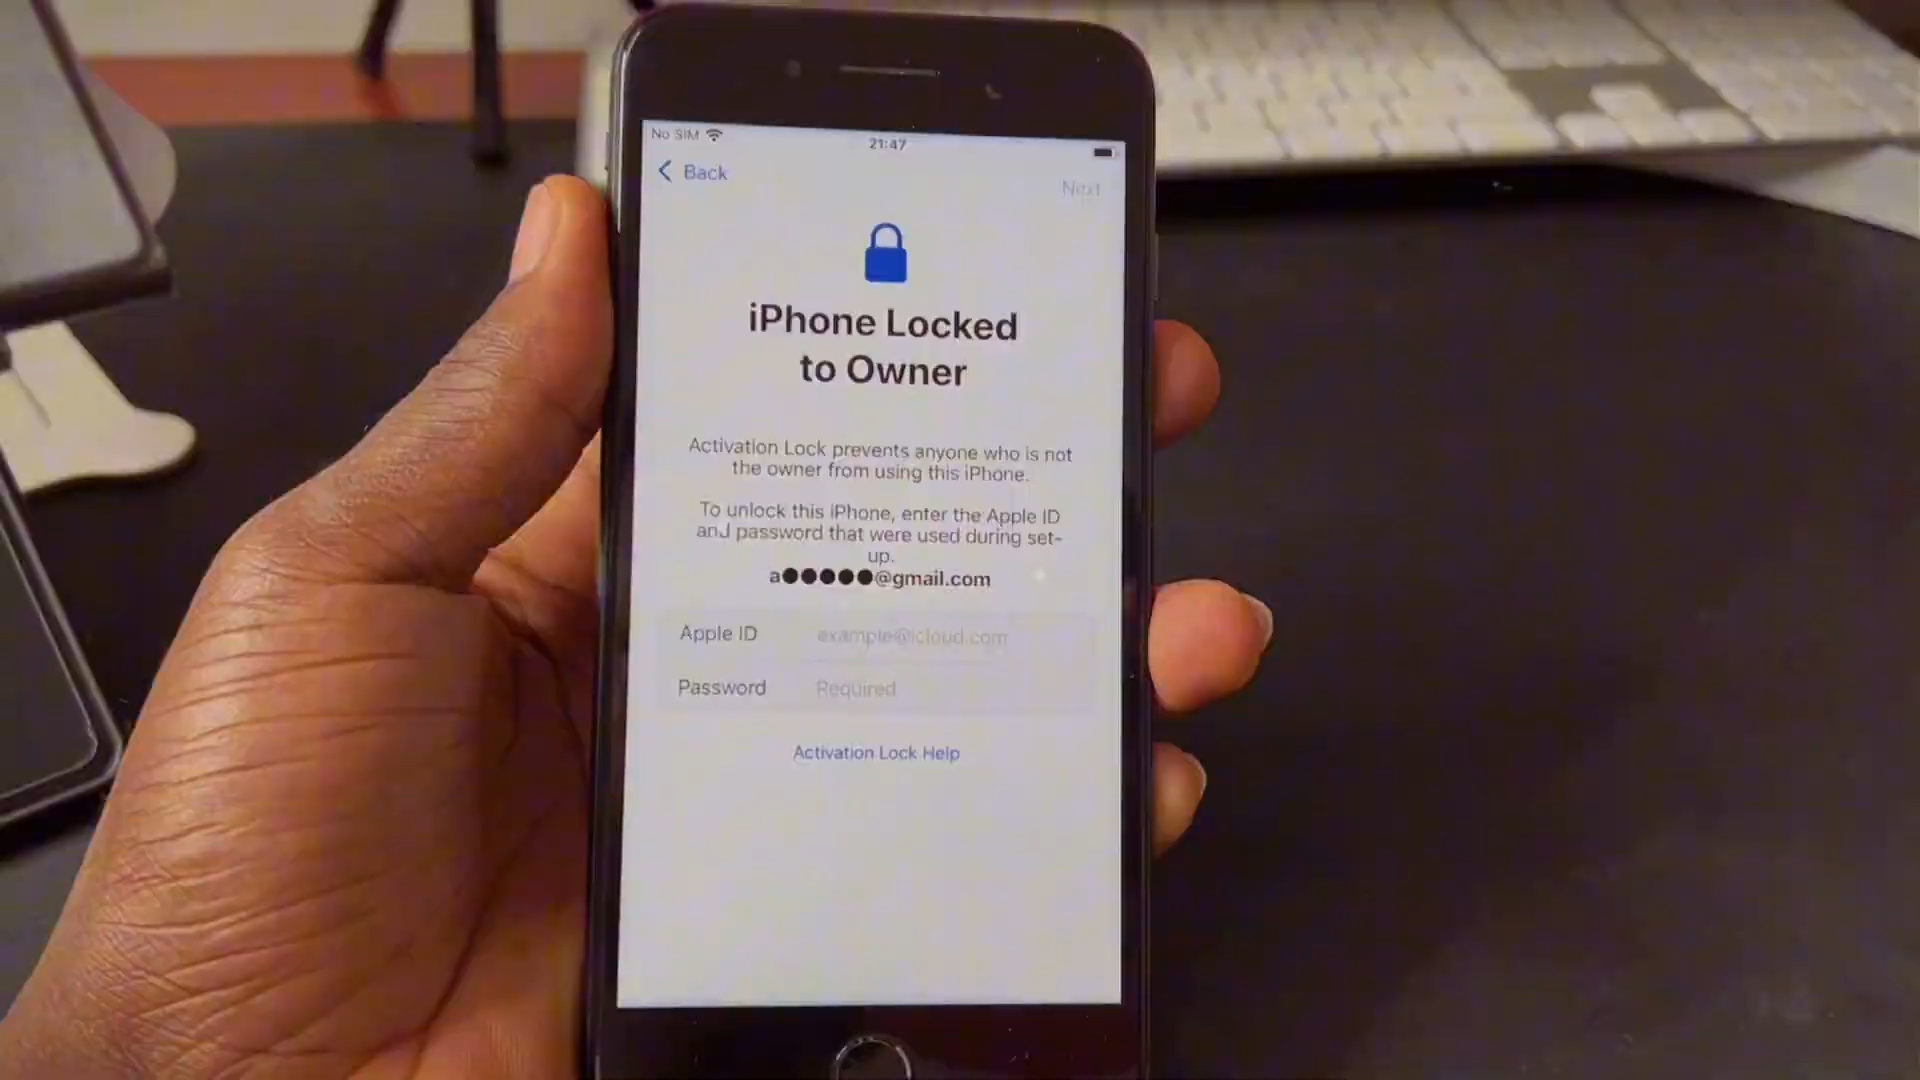 No SIM
21:47
Back
Next
iPhone Locked
to Owner
Activation Lock prevents anyone who is not
the owner from using this iPhone.
To unlock this iPhone, enter the Apple ID
and password that were used during set-
up.
a●●●●●@gmail.com
Apple ID example@icloud.com
Password Required
Activation Lock Help